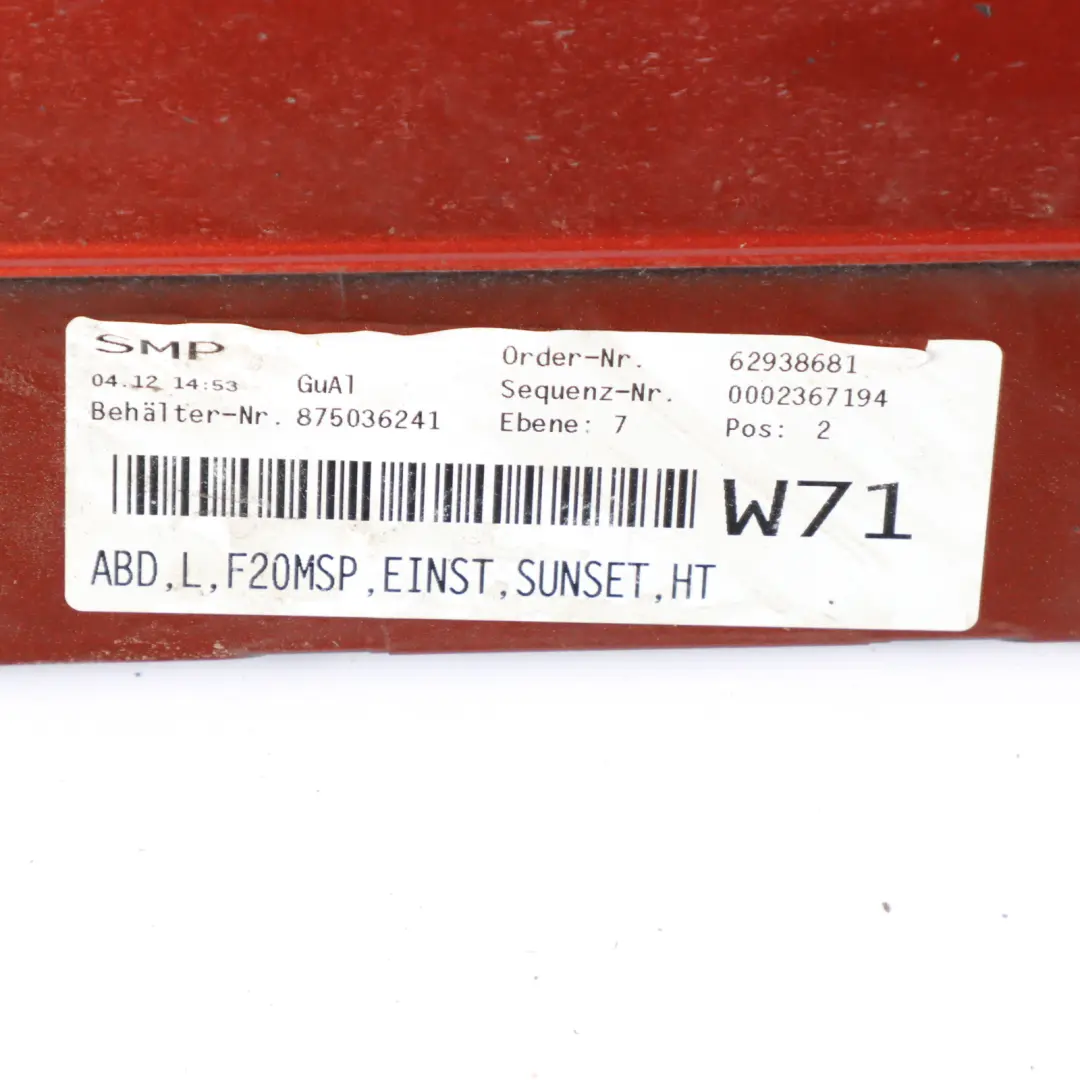 SMP
Order-Nr. 62938681
04.12 14:53 GuAl Sequenz-Nr. 0002367194
Behälter-Nr. 875036241 Ebene: 7 Pos: 2
W71
ABD,L,F20MSP,EINST,SUNSET,HT